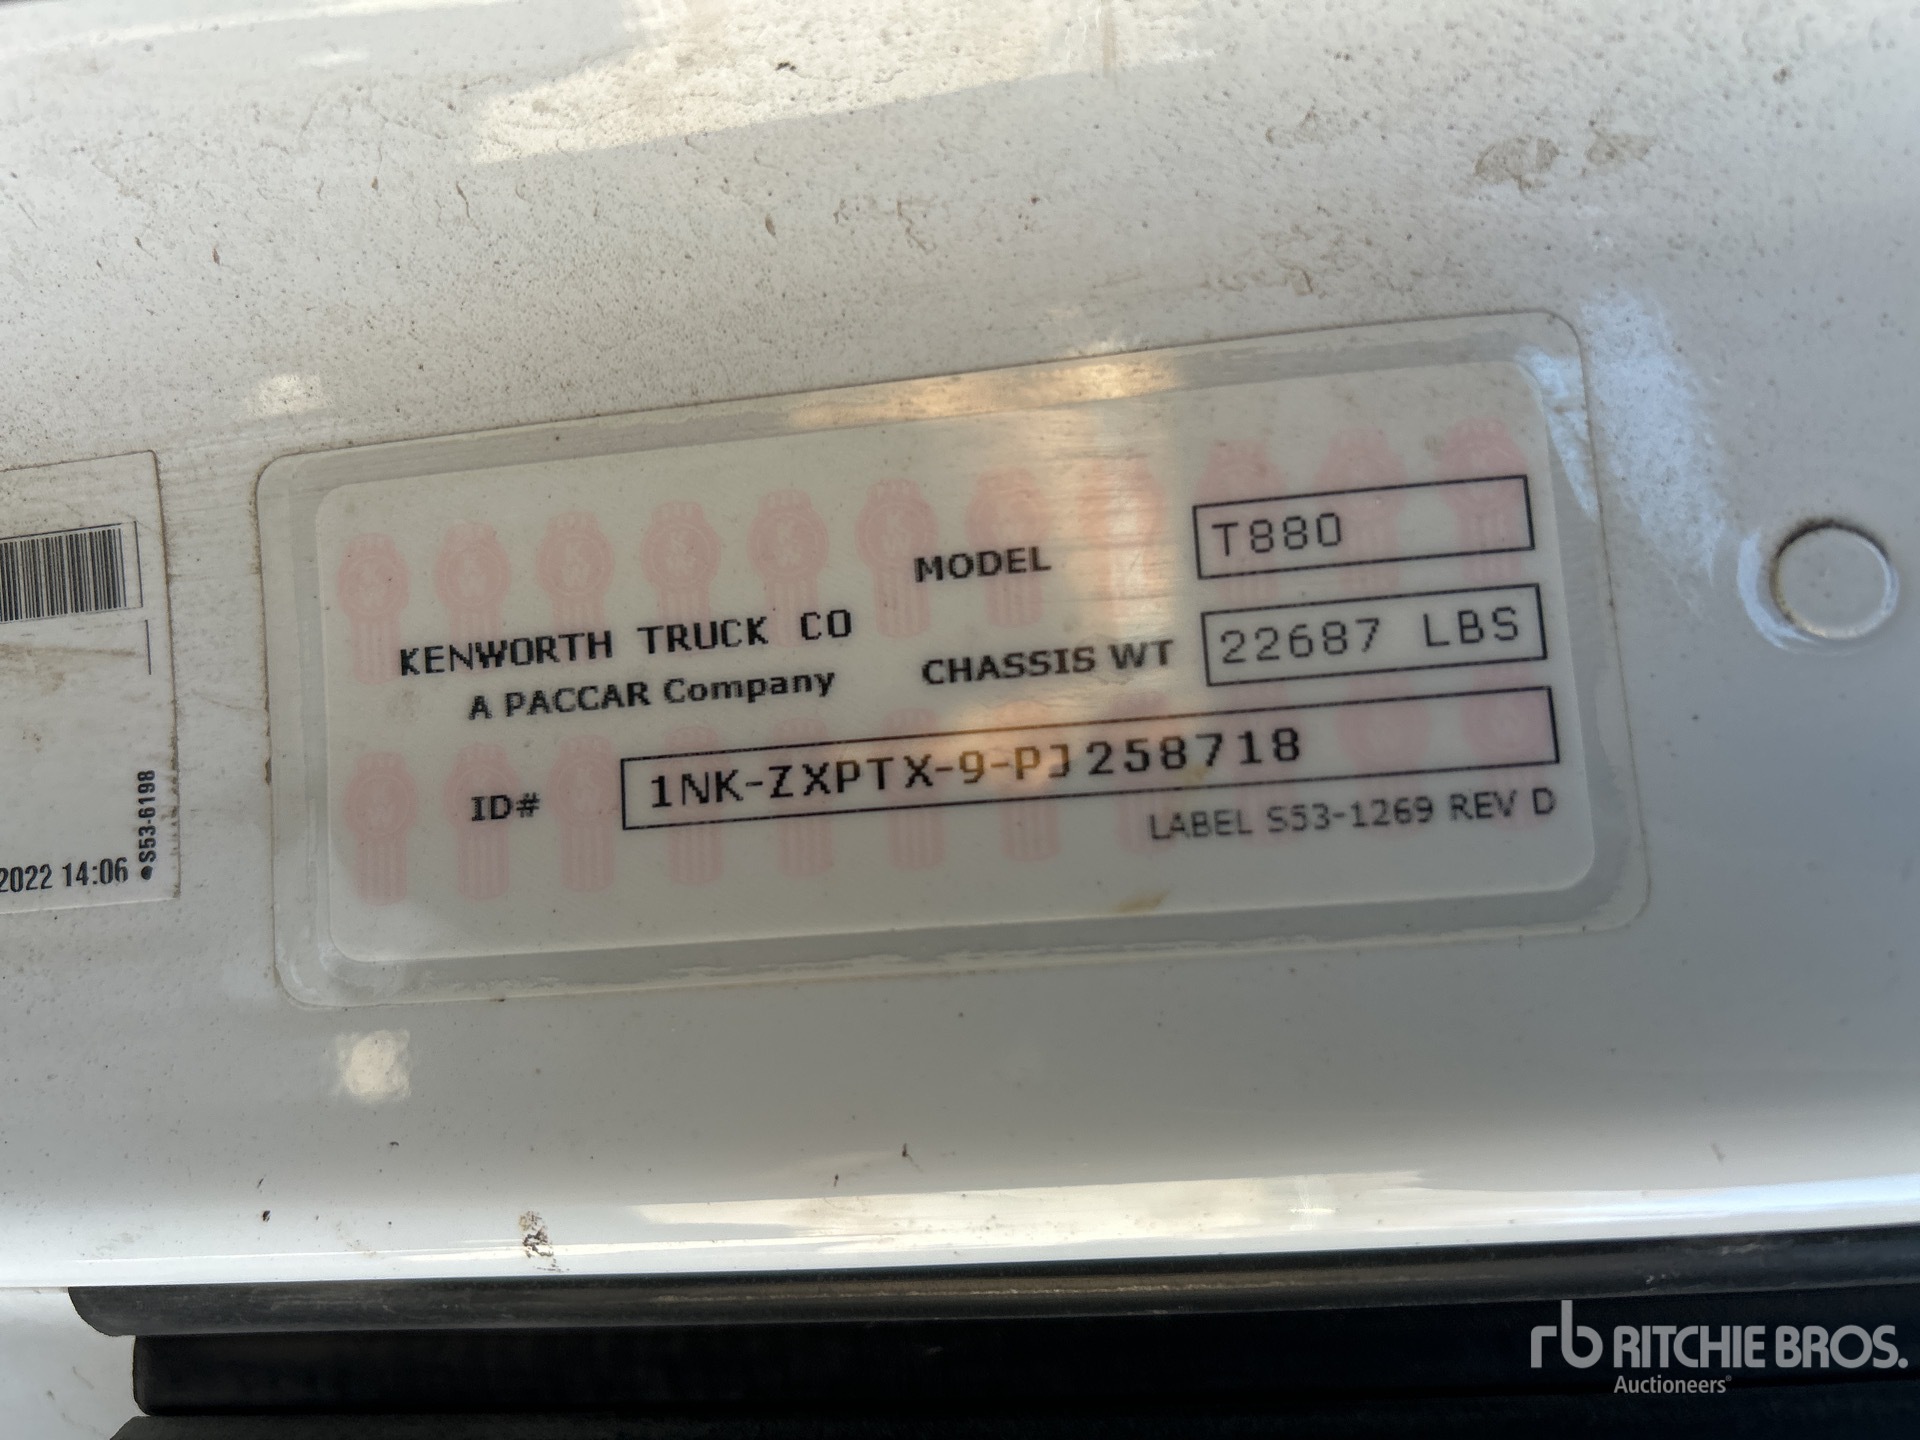 KENWORTH TRUCK CO
A PACCAR Company
MODEL T880
CHASSIS WT 22687 LBS
ID# 1NK-ZXPTX-9-PJ258718
LABEL S53-1269 REV D
2022 14:06
●S53-6198
rb RITCHIE BROS.
Auctioneers®